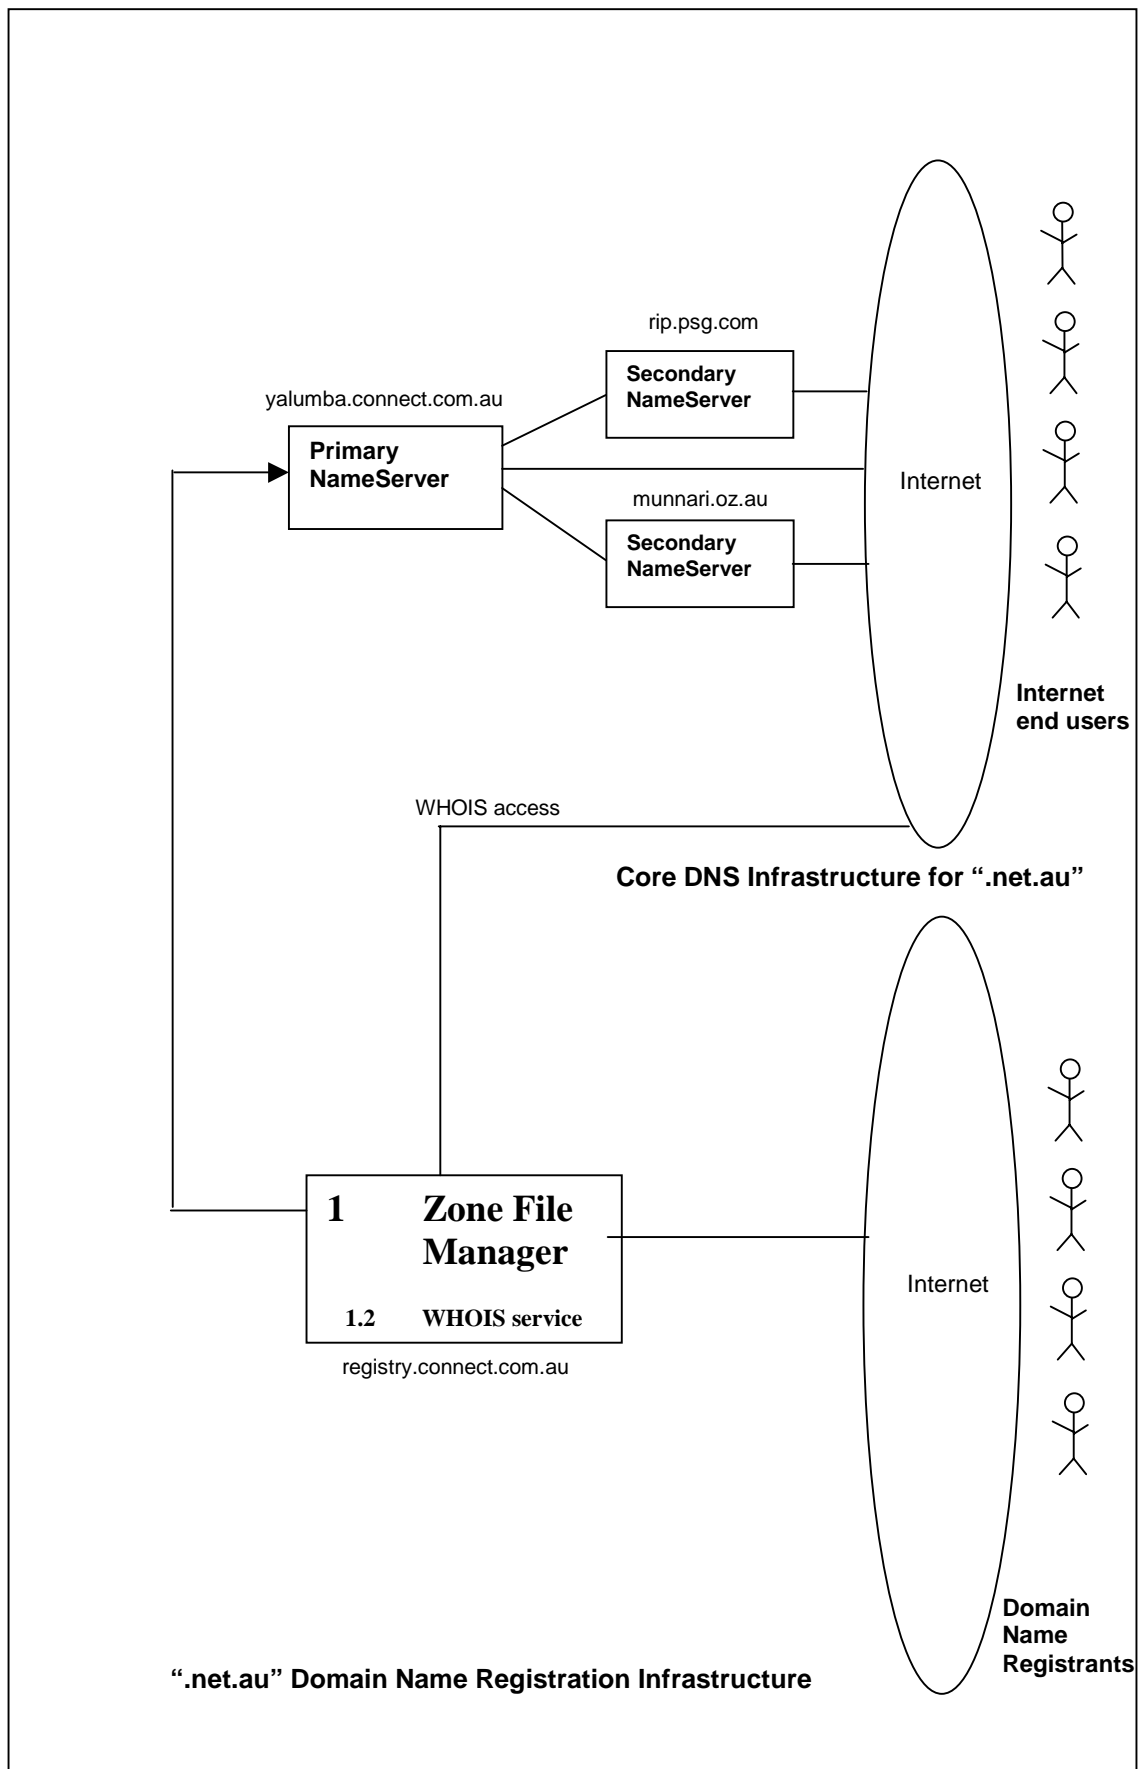 rip.psg.com
Secondary
NameServer
yalumba.connect.com.au
Primary
NameServer
Internet
munnari.oz.au
Secondary
NameServer
Internet
end users
WHOIS access
Core DNS Infrastructure for “.net.au”
1 Zone File
Manager
1.2 WHOIS service
registry.connect.com.au
Internet
Domain
Name
Registrants
“.net.au” Domain Name Registration Infrastructure